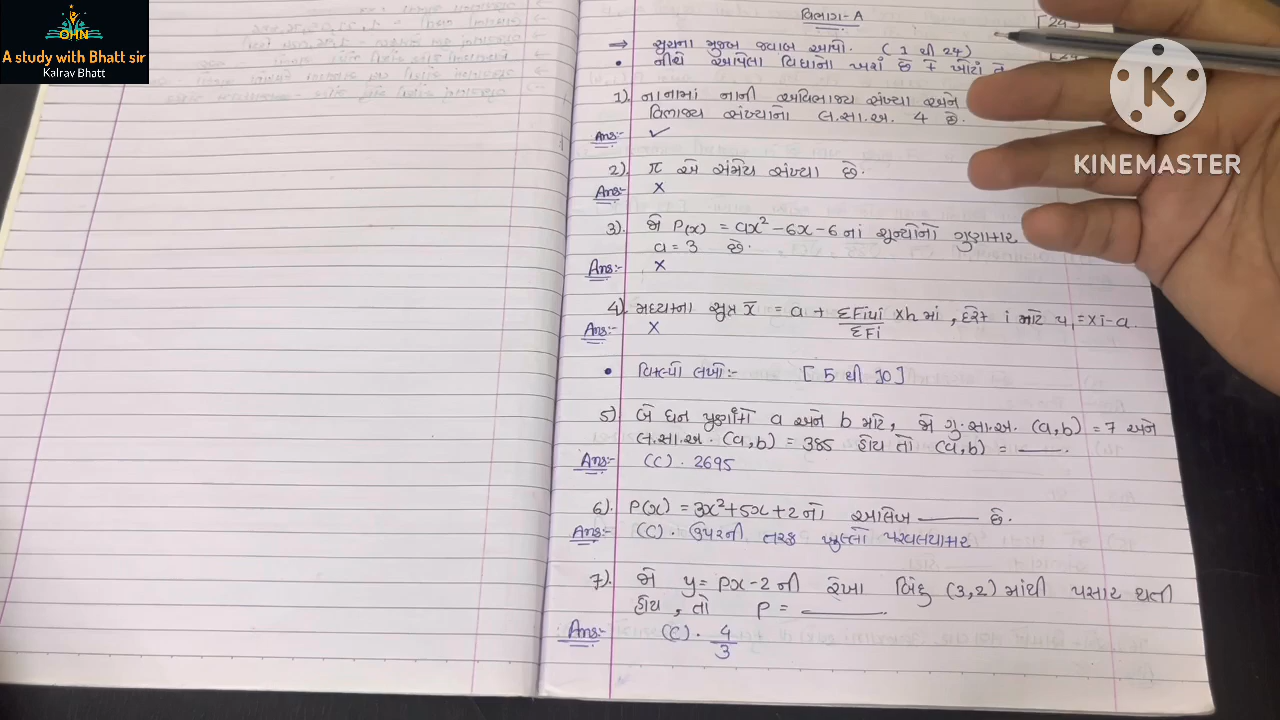 OHN
A study with Bhatt sir
Kalrav Bhatt
K
KINEMASTER
વિભાગ-A
[24]
⇒ સૂચના મુજબ જવાબ આપો. (1 થી 24)
• નીચે આપેલા વિધાનો ખરાં છે કે ખોટાં તે
1). નાનામાં નાની અવિભાજ્ય સંખ્યા અને
વિભાજ્ય સંખ્યાનો લ.સા.અ. 4 છે.
Ans:- ✓
2). π એ સંમેય સંખ્યા છે.
Ans:- ×
3). જો P(x) = ax² -6x-6 નાં શૂન્યોનો ગુણાકાર
a=3 છે.
Ans:- ×
4). મધ્યકના સુત્ર x̄ = a + ΣFiui/ΣFi ×h માં, દરેક i માટે ui=xi-a.
Ans:- ×
• વિકલ્પો લખો:- [5 થી 10]
5) બે ધન પૂર્ણાંકો a અને b માટે, જો ગુ.સા.અ. (a,b) = 7 અને
લ.સા.અ. (a,b) = 385 હોય તો (a,b) = ____.
Ans:- (C). 2695
6). P(x) = 3x²+5x+2 નો આલેખ ____ છે.
Ans:- (C). ઉપરની તરફ ખુલ્લો પરવલયાકાર
7). જો y=Px-2 ની રેખા બિંદુ (3,2) માંથી પસાર થતી
હોય, તો P = ____.
Ans:- (C). 4/3